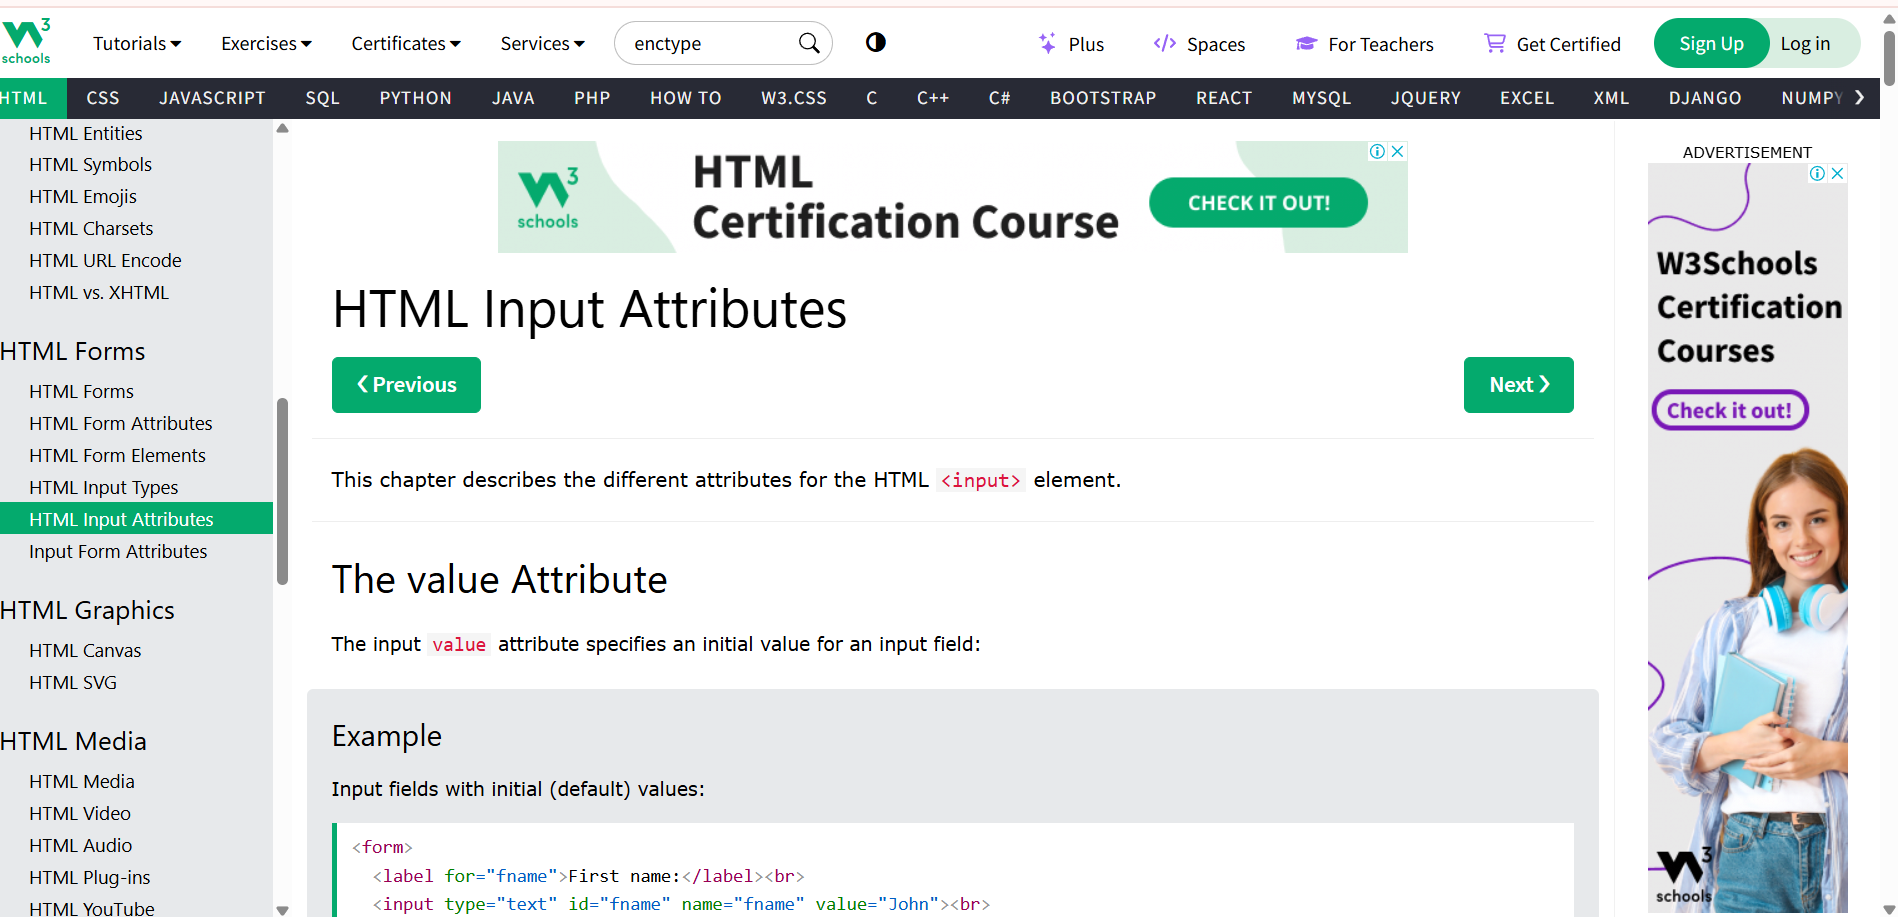 W3 schools
Tutorials
Exercises
Certificates
Services
enctype
Plus
Spaces
For Teachers
Get Certified
Sign Up
Log in
HTML CSS JAVASCRIPT SQL PYTHON JAVA PHP HOW TO W3.CSS C C++ C# BOOTSTRAP REACT MYSQL JQUERY EXCEL XML DJANGO NUMPY
HTML Entities
HTML Symbols
HTML Emojis
HTML Charsets
HTML URL Encode
HTML vs. XHTML
HTML Forms
HTML Forms
HTML Form Attributes
HTML Form Elements
HTML Input Types
HTML Input Attributes
Input Form Attributes
HTML Graphics
HTML Canvas
HTML SVG
HTML Media
HTML Media
HTML Video
HTML Audio
HTML Plug-ins
HTML YouTube
W3 schools
HTML
Certification Course
CHECK IT OUT!
HTML Input Attributes
❮ Previous
Next ❯
This chapter describes the different attributes for the HTML <input> element.
The value Attribute
The input value attribute specifies an initial value for an input field:
Example
Input fields with initial (default) values:
<form>
<label for="fname">First name:</label><br>
<input type="text" id="fname" name="fname" value="John"><br>
ADVERTISEMENT
W3Schools
Certification
Courses
Check it out!
W3 schools